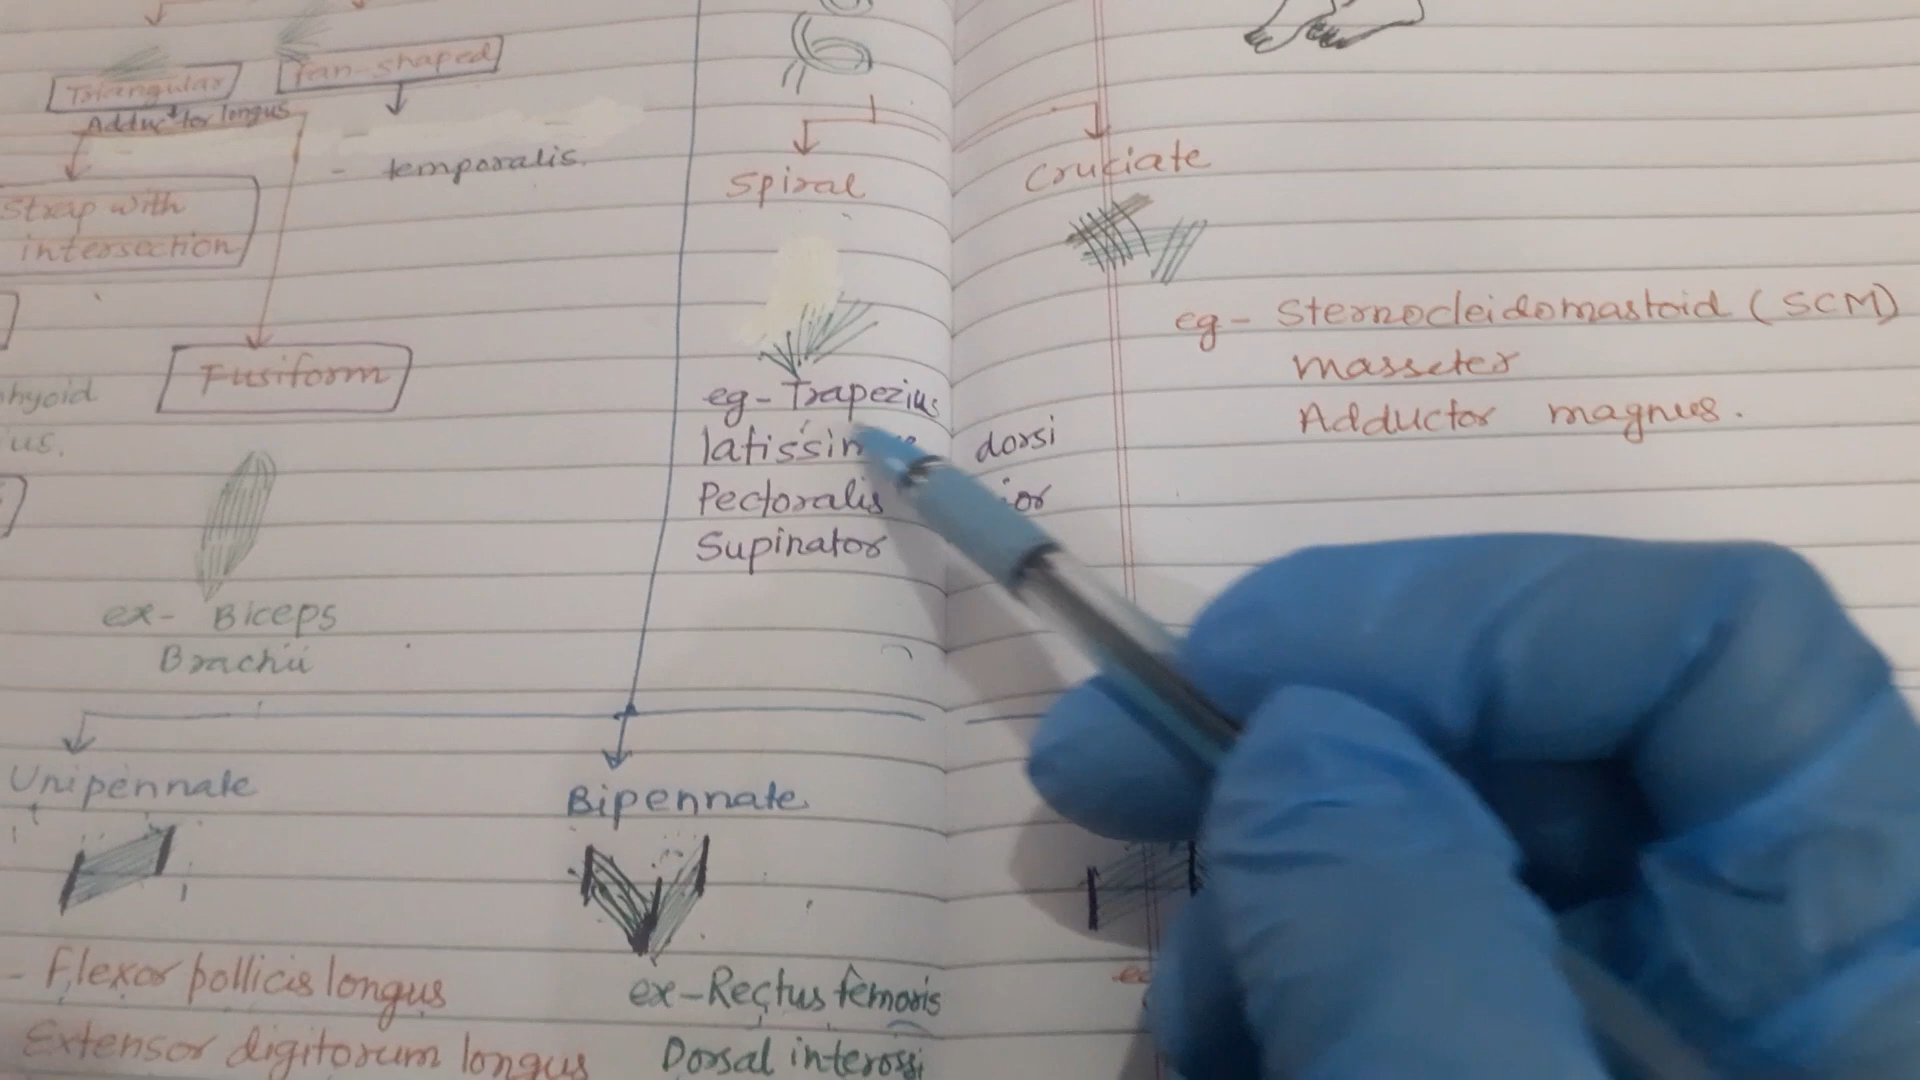 Triangular
Fan-shaped
Adductor longus
- temporalis.
Strap with
intersection
hyoid
us.
Fusiform
ex- Biceps
Brachii
Spiral
eg- Trapezius
latissim dorsi
Pectoralis
Supinator
Cruciate
eg- Sternocleidomastoid (SCM)
masseter
Adductor magnus.
Unipennate
Bipennate
- Flexor pollicis longus
Extensor digitorum longus
ex-Rectus femoris
Dorsal interossi